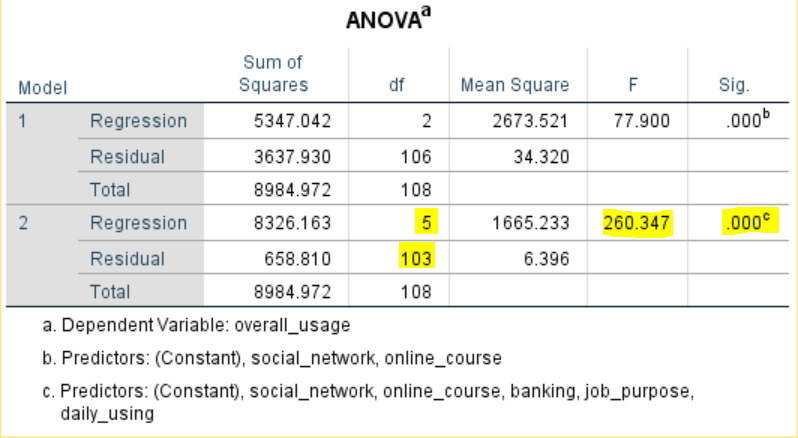 ANOVAa
Model Sum of Squares df Mean Square F Sig.
1 Regression 5347.042 2 2673.521 77.900 .000b
Residual 3637.930 106 34.320
Total 8984.972 108
2 Regression 8326.163 5 1665.233 260.347 .000c
Residual 658.810 103 6.396
Total 8984.972 108
a. Dependent Variable: overall_usage
b. Predictors: (Constant), social_network, online_course
c. Predictors: (Constant), social_network, online_course, banking, job_purpose,
daily_using